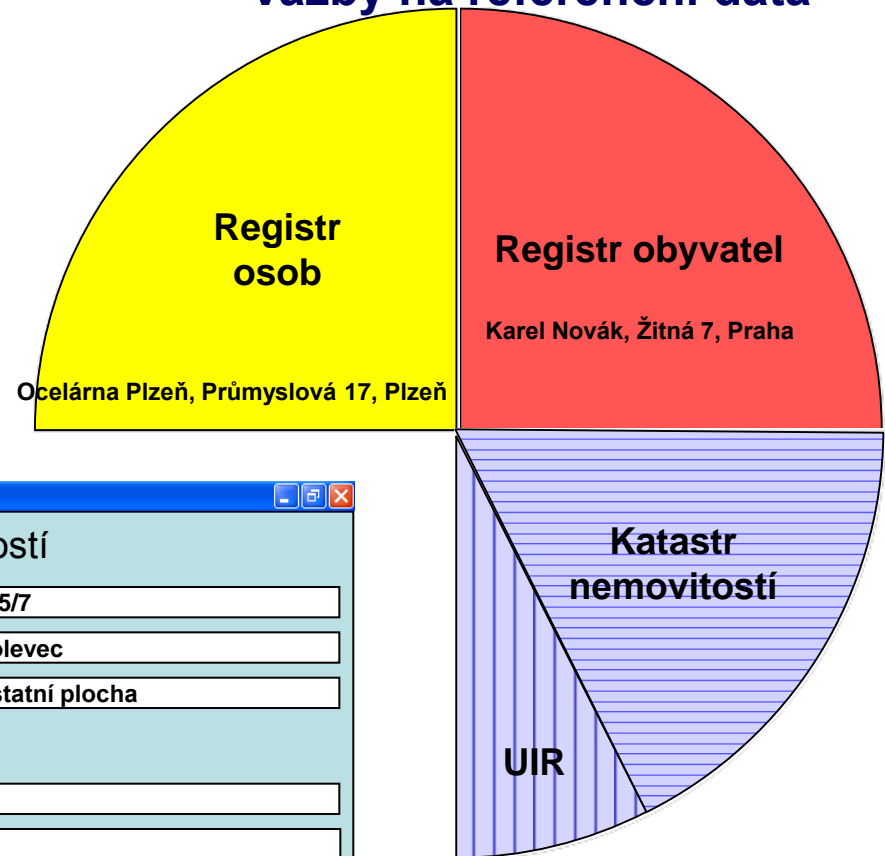 Registr
osob
Registr obyvatel
Karel Novák, Žitná 7, Praha
Ocelárna Plzeň, Průmyslová 17, Plzeň
Katastr
nemovitostí
UIR
ostí
5/7
olevec
statní plocha